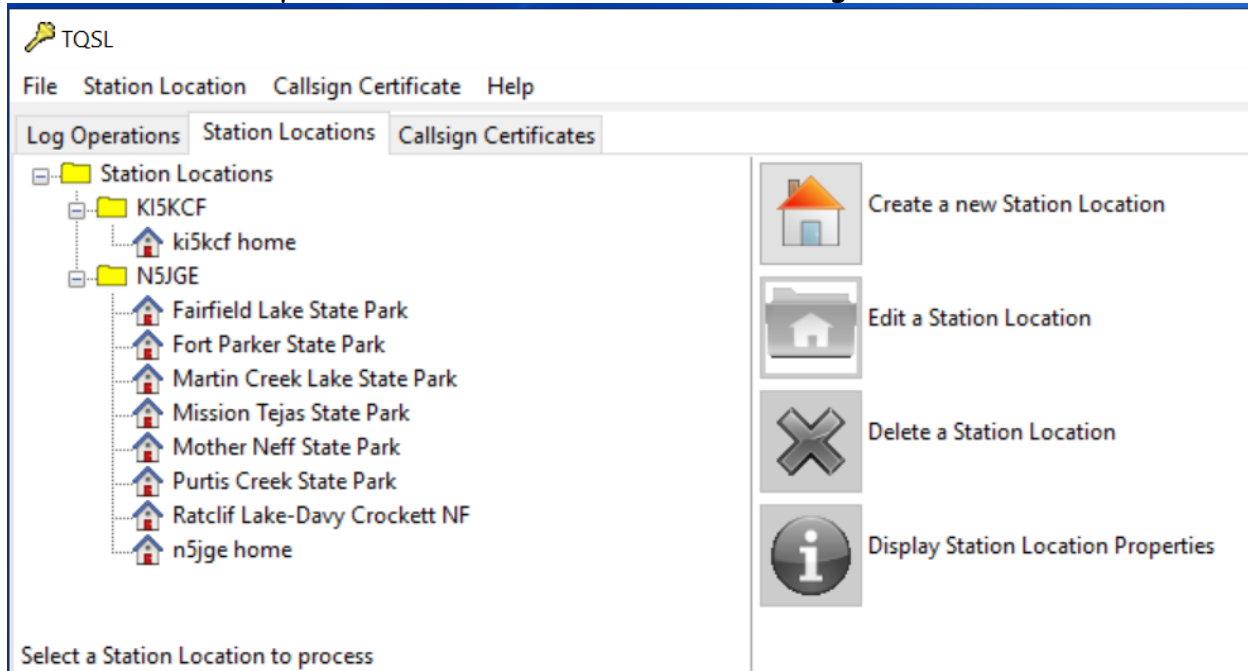 TQSL
File Station Location Callsign Certificate Help
Log Operations Station Locations Callsign Certificates
Station Locations
KI5KCF
ki5kcf home
N5JGE
Fairfield Lake State Park
Fort Parker State Park
Martin Creek Lake State Park
Mission Tejas State Park
Mother Neff State Park
Purtis Creek State Park
Ratclif Lake-Davy Crockett NF
n5jge home
Select a Station Location to process
Create a new Station Location
Edit a Station Location
Delete a Station Location
Display Station Location Properties